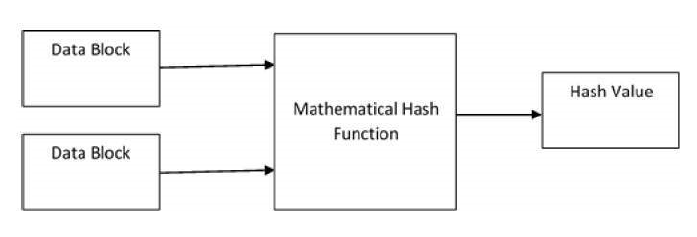 Data Block
Data Block
Mathematical Hash
Function
Hash Value